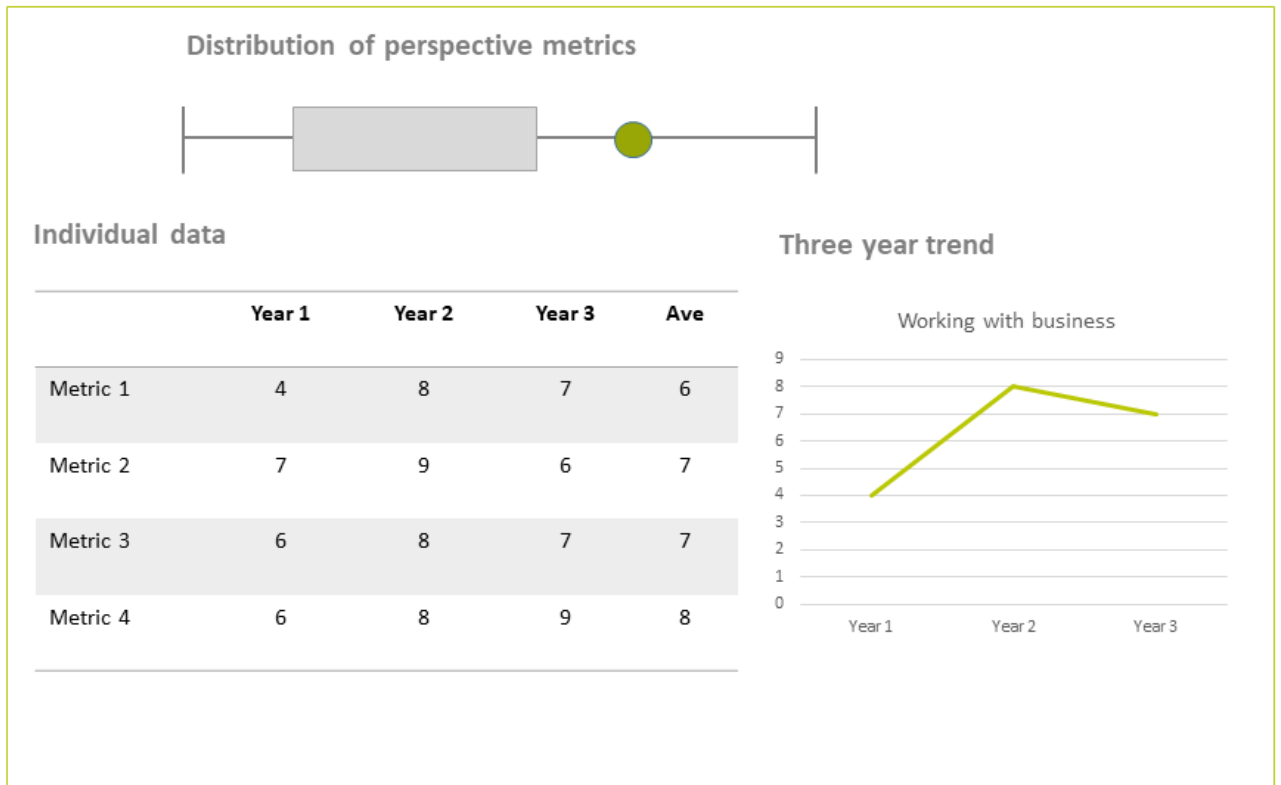 Distribution of perspective metrics
Individual data
Year 1 Year 2 Year 3 Ave
Metric 1 4 8 7 6
Metric 2 7 9 6 7
Metric 3 6 8 7 7
Metric 4 6 8 9 8
Three year trend
Working with business
9
8
7
6
5
4
3
2
1
0
Year 1 Year 2 Year 3